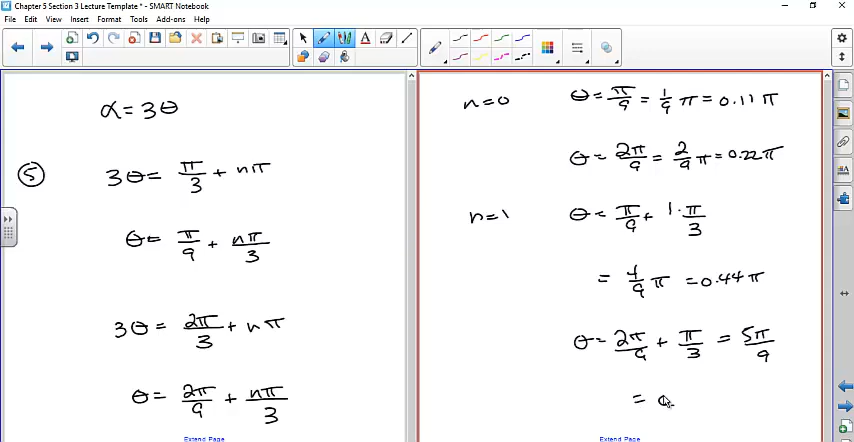 Chapter 5 Section 3 Lecture Template * - SMART Notebook
File Edit View Insert Format Tools Add-ons Help
α = 3θ
⑤ 3θ = π/3 + nπ
θ = π/9 + nπ/3
3θ = 2π/3 + nπ
θ = 2π/9 + nπ/3
Extend Page
n=0 θ = π/9 = 1/9 π = 0.11π
θ = 2π/9 = 2/9 π = 0.22π
n=1 θ = π/9 + 1·π/3
= 4/9 π = 0.44π
θ = 2π/9 + π/3 = 5π/9
=
Extend Page